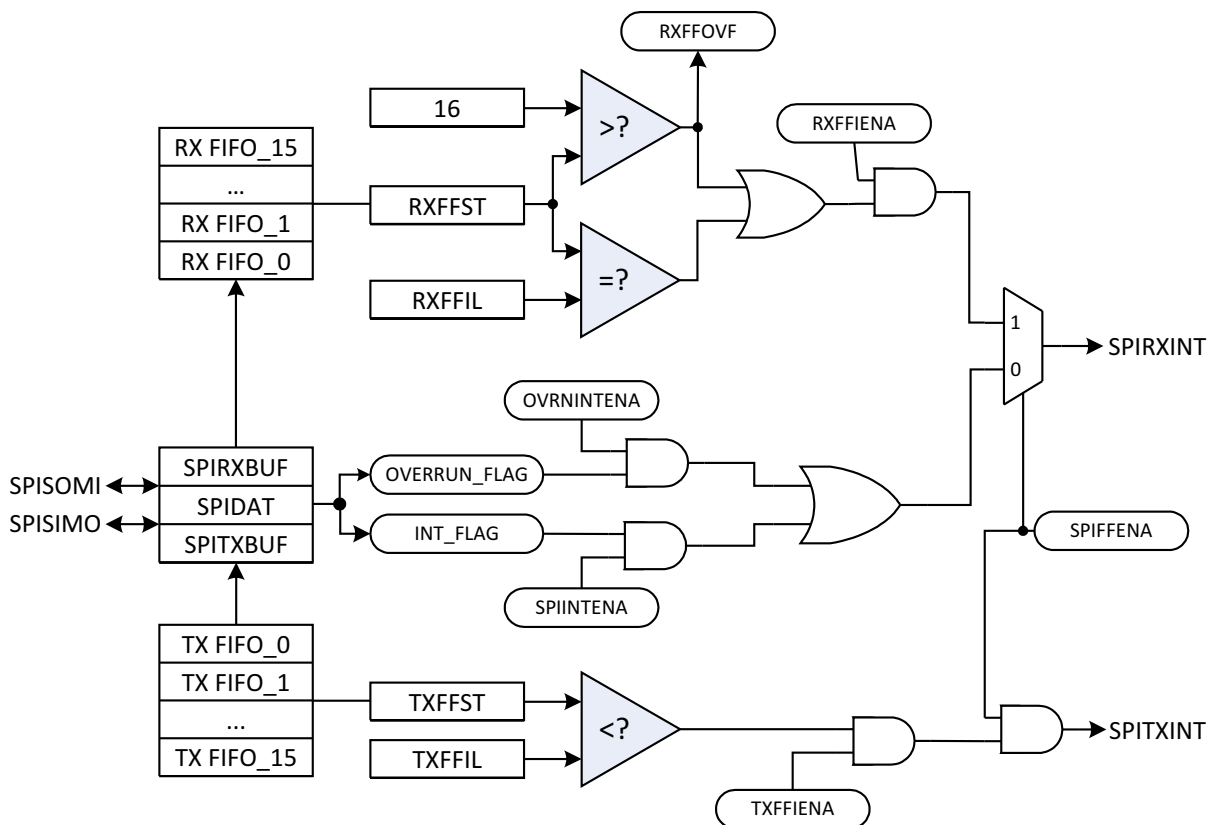 RXFFOVF
16
>?
RXFFIENA
RX FIFO_15
...
RX FIFO_1
RX FIFO_0
RXFFST
RXFFIL
=?
1
0
SPIRXINT
OVRNINTENA
SPISOMI
SPISIMO
SPIRXBUF
SPIDAT
SPITXBUF
OVERRUN_FLAG
INT_FLAG
SPIINTENA
SPIFFENA
TX FIFO_0
TX FIFO_1
...
TX FIFO_15
TXFFST
TXFFIL
<?
TXFFIENA
SPITXINT